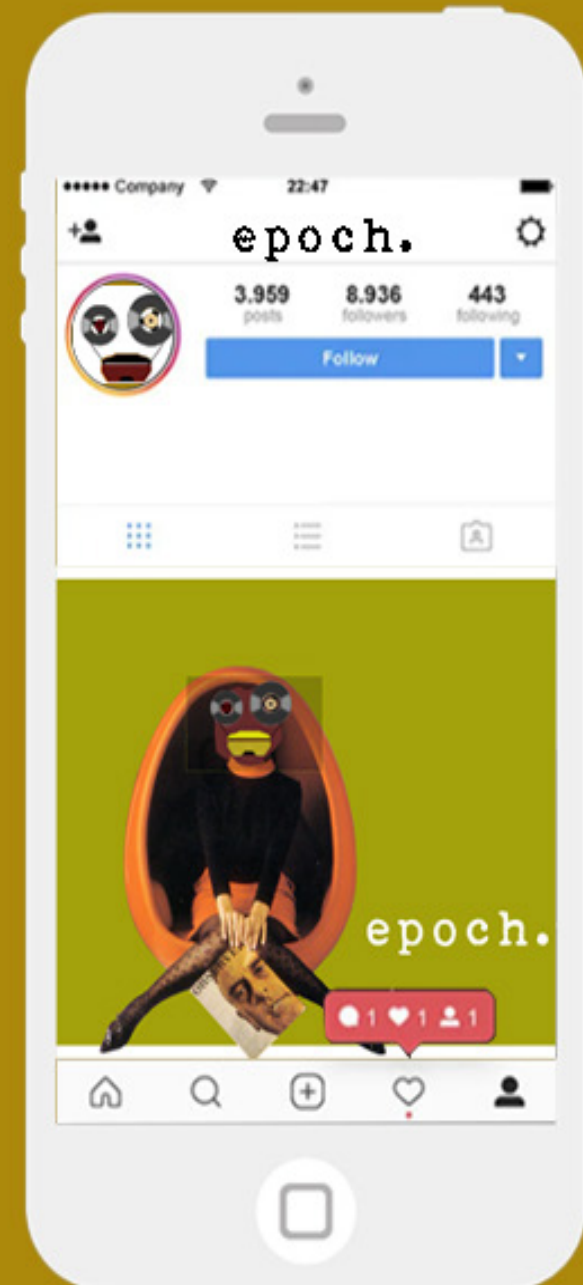 Company 22:47
epoch.
3.959 8.936 443
posts followers following
Follow
epoch.
1 1 1